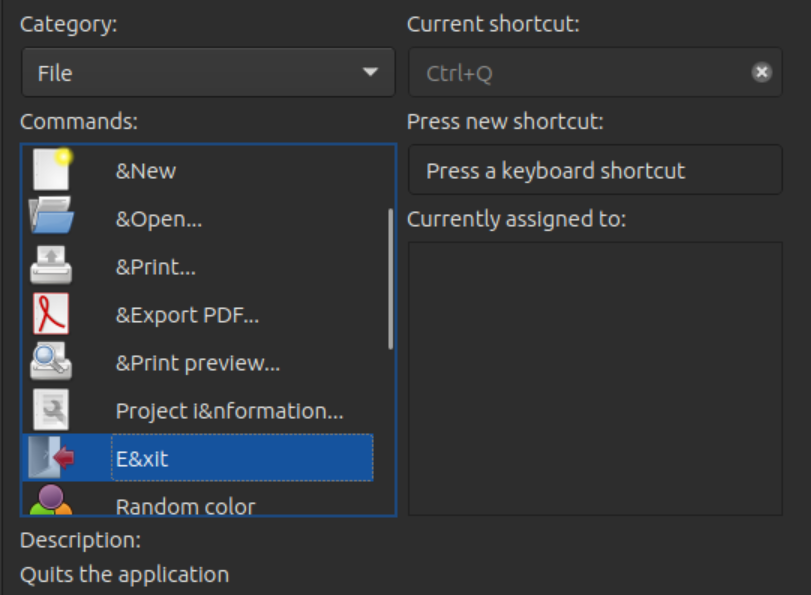 Category:
Current shortcut:
File
Ctrl+Q
Commands:
Press new shortcut:
&New
Press a keyboard shortcut
&Open...
Currently assigned to:
&Print...
&Export PDF...
&Print preview...
Project i&nformation...
E&xit
Random color
Description:
Quits the application